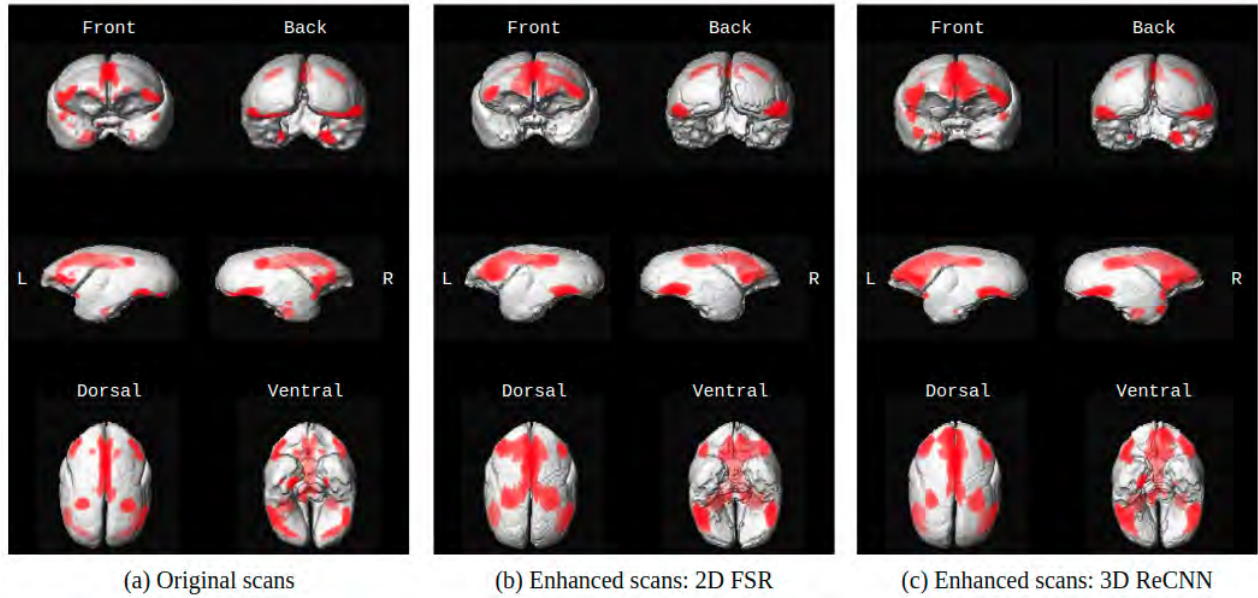 Front Back
L R
Dorsal Ventral
(a) Original scans
Front Back
L R
Dorsal Ventral
(b) Enhanced scans: 2D FSR
Front Back
L R
Dorsal Ventral
(c) Enhanced scans: 3D ReCNN